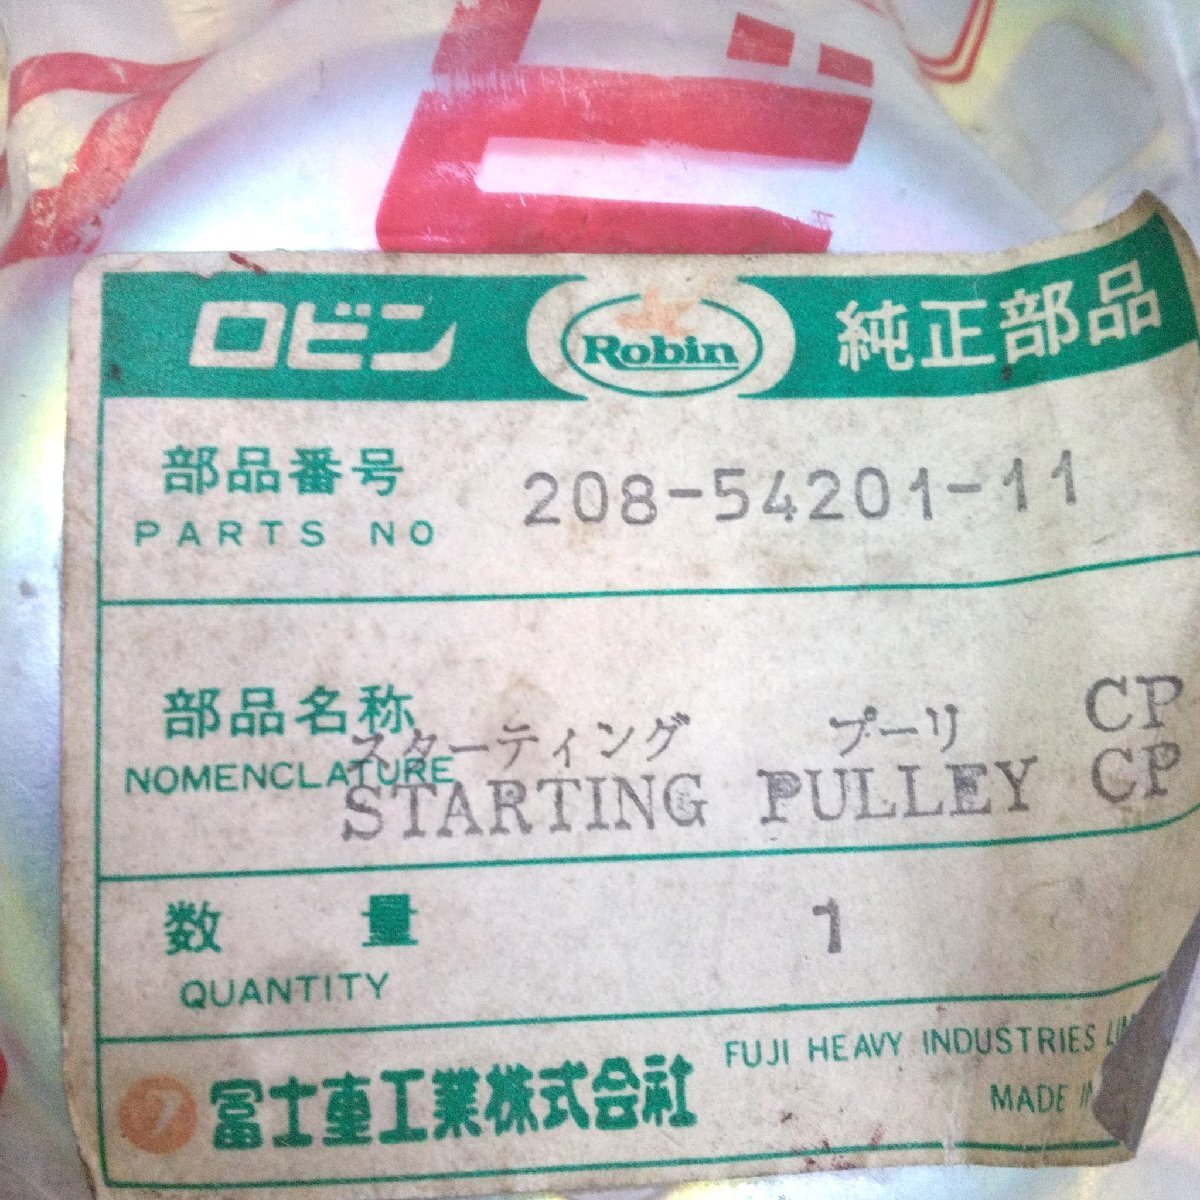 ビ
ロビン Robin 純正部品
部品番号
PARTS NO
208-54201-11
部品名称
スターティング プーリ CP
NOMENCLATURE
STARTING PULLEY CP
数量
1
QUANTITY
FUJI HEAVY INDUSTRIES
富士重工業株式会社
MADE